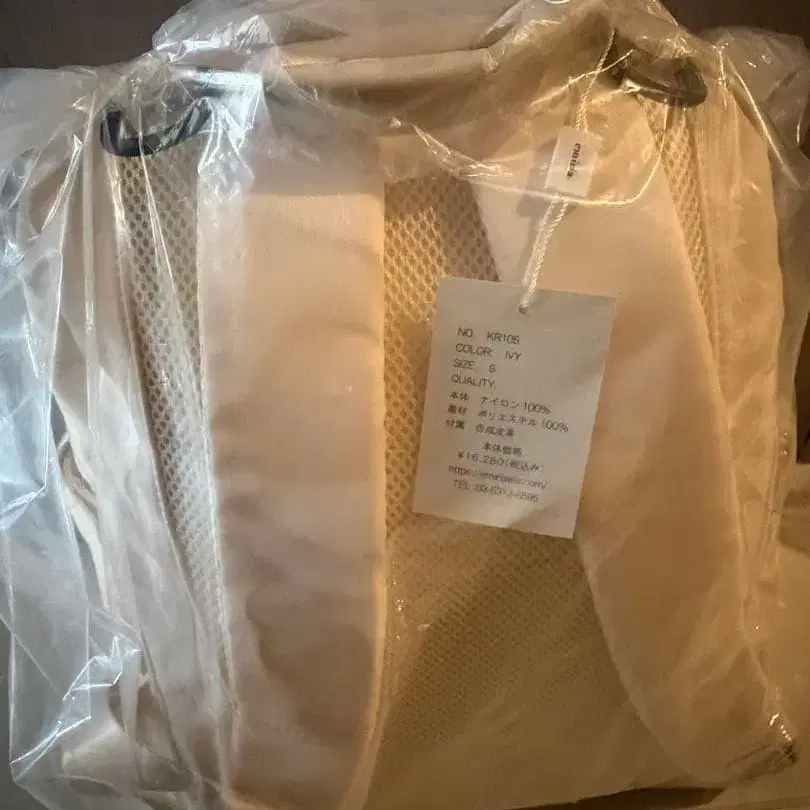 NO. KR105
COLOR: IVY
SIZE: S
QUALITY:
本体 ナイロン100%
裏材 ポリエステル100%
付属 合成皮革
本体価格
¥16,280(税込み)